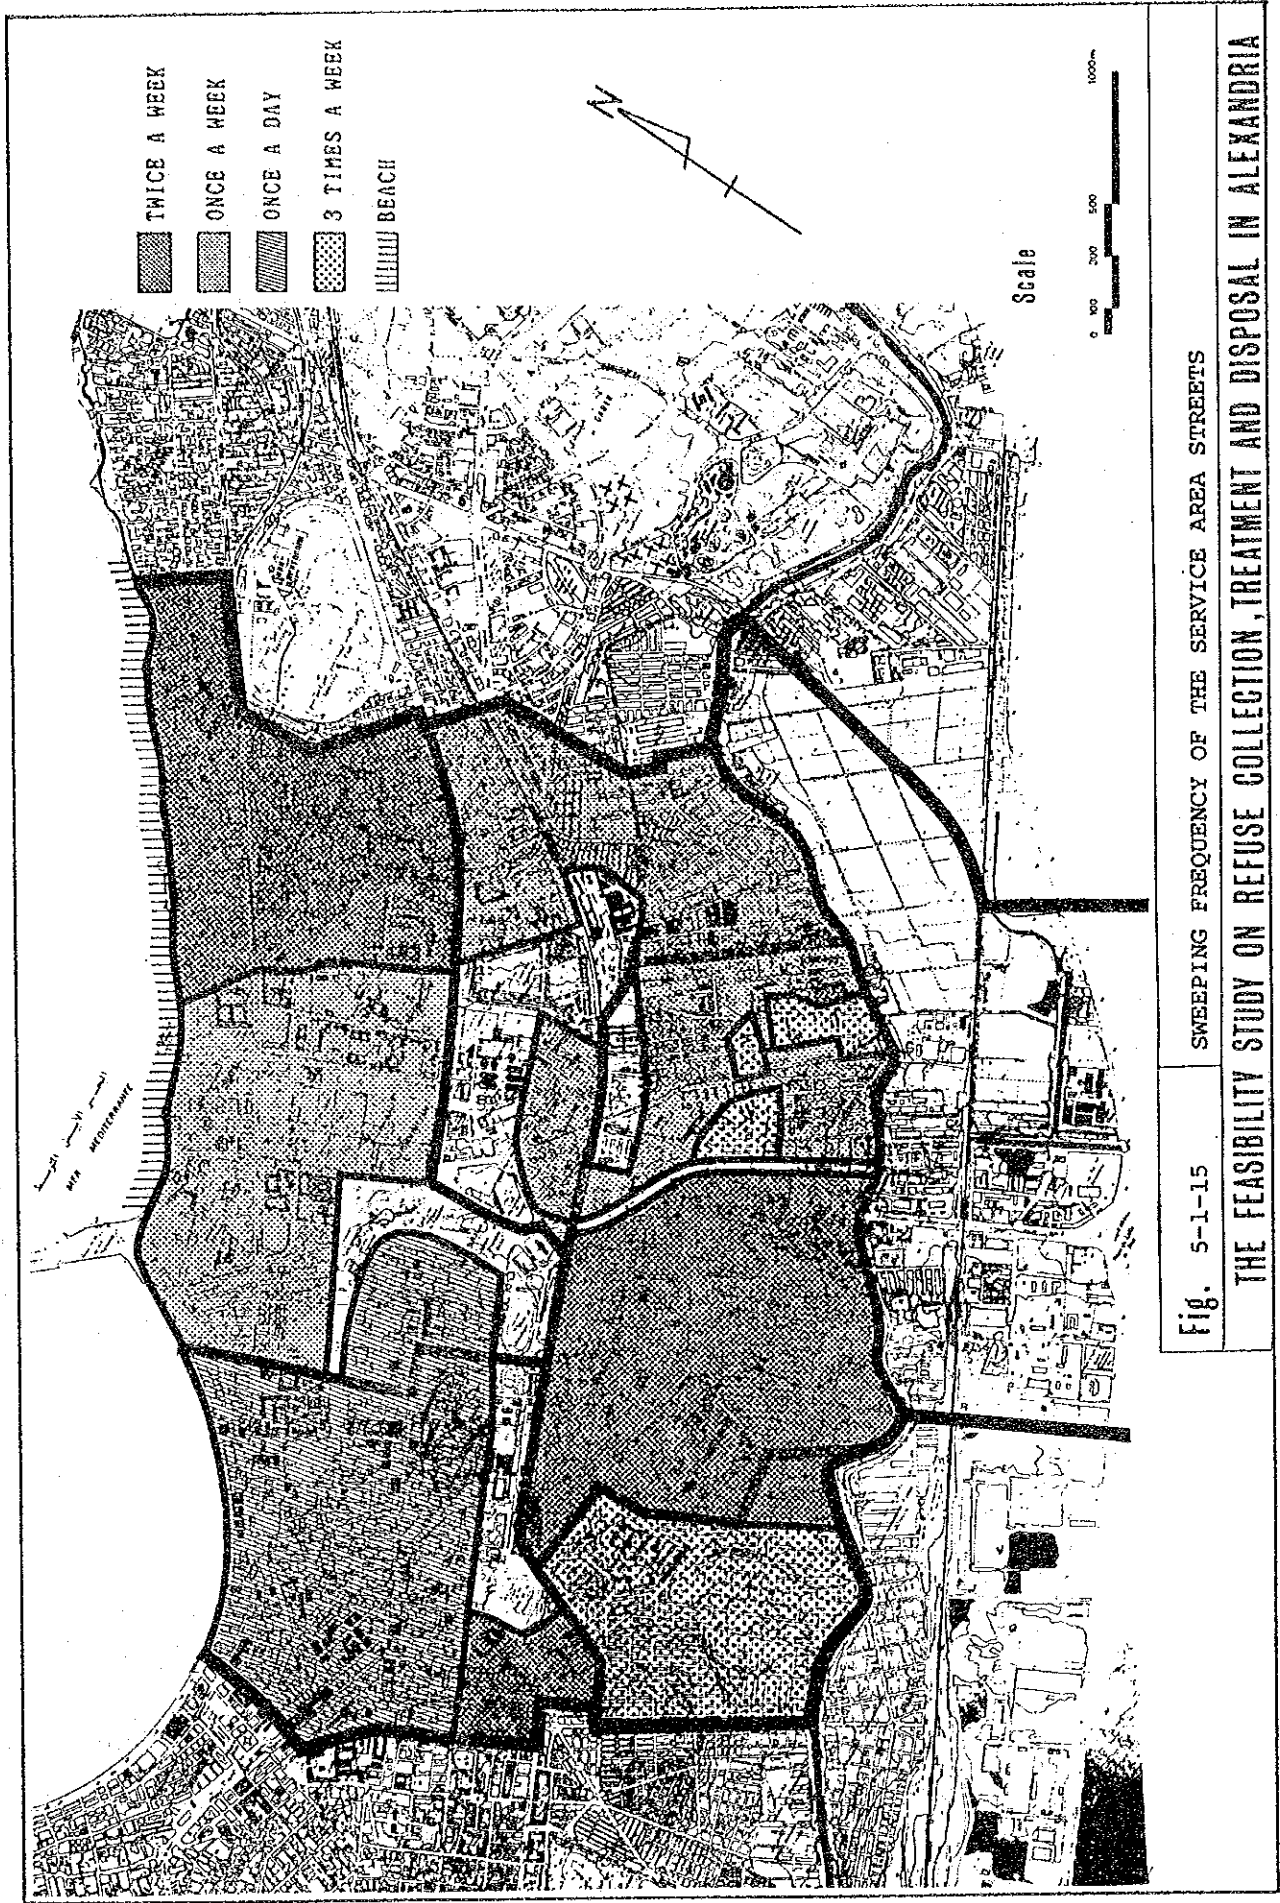 TWICE A WEEK
ONCE A WEEK
ONCE A DAY
3 TIMES A WEEK
BEACH
N
MER MEDITERRANEE
Scale
0 100 300 500 1000m
Fig. 5-1-15
SWEEPING FREQUENCY OF THE SERVICE AREA STREETS
THE FEASIBILITY STUDY ON REFUSE COLLECTION,TREATMENT AND DISPOSAL IN ALEXANDRIA